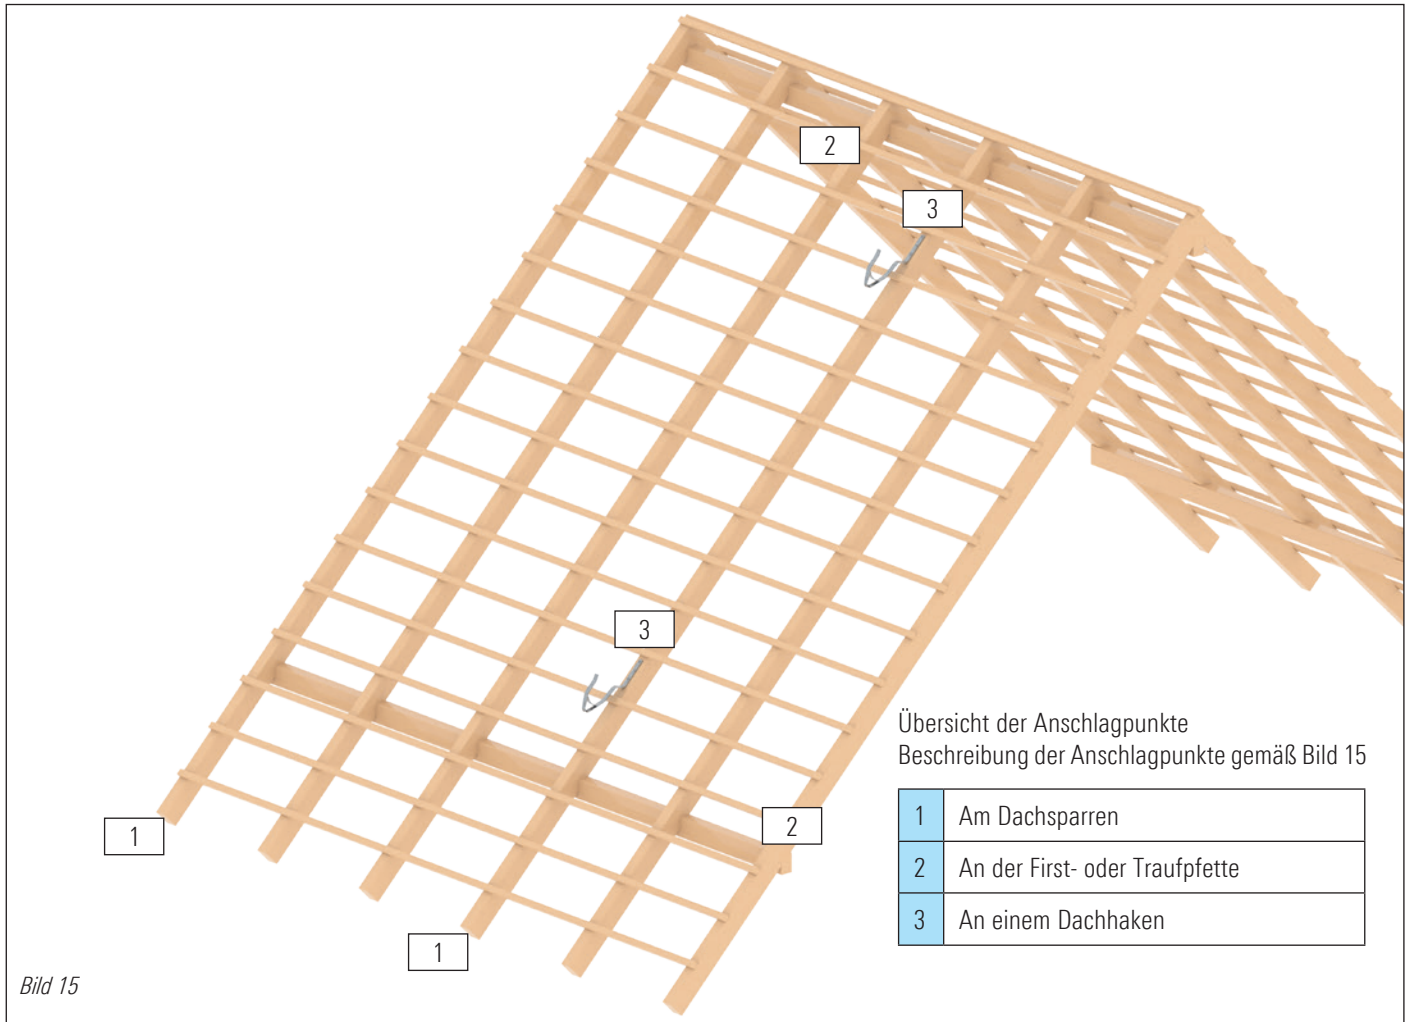 2
3
3
Übersicht der Anschlagpunkte
Beschreibung der Anschlagpunkte gemäß Bild 15
1 Am Dachsparren
2 An der First- oder Traufpfette
3 An einem Dachhaken
2
1
1
Bild 15